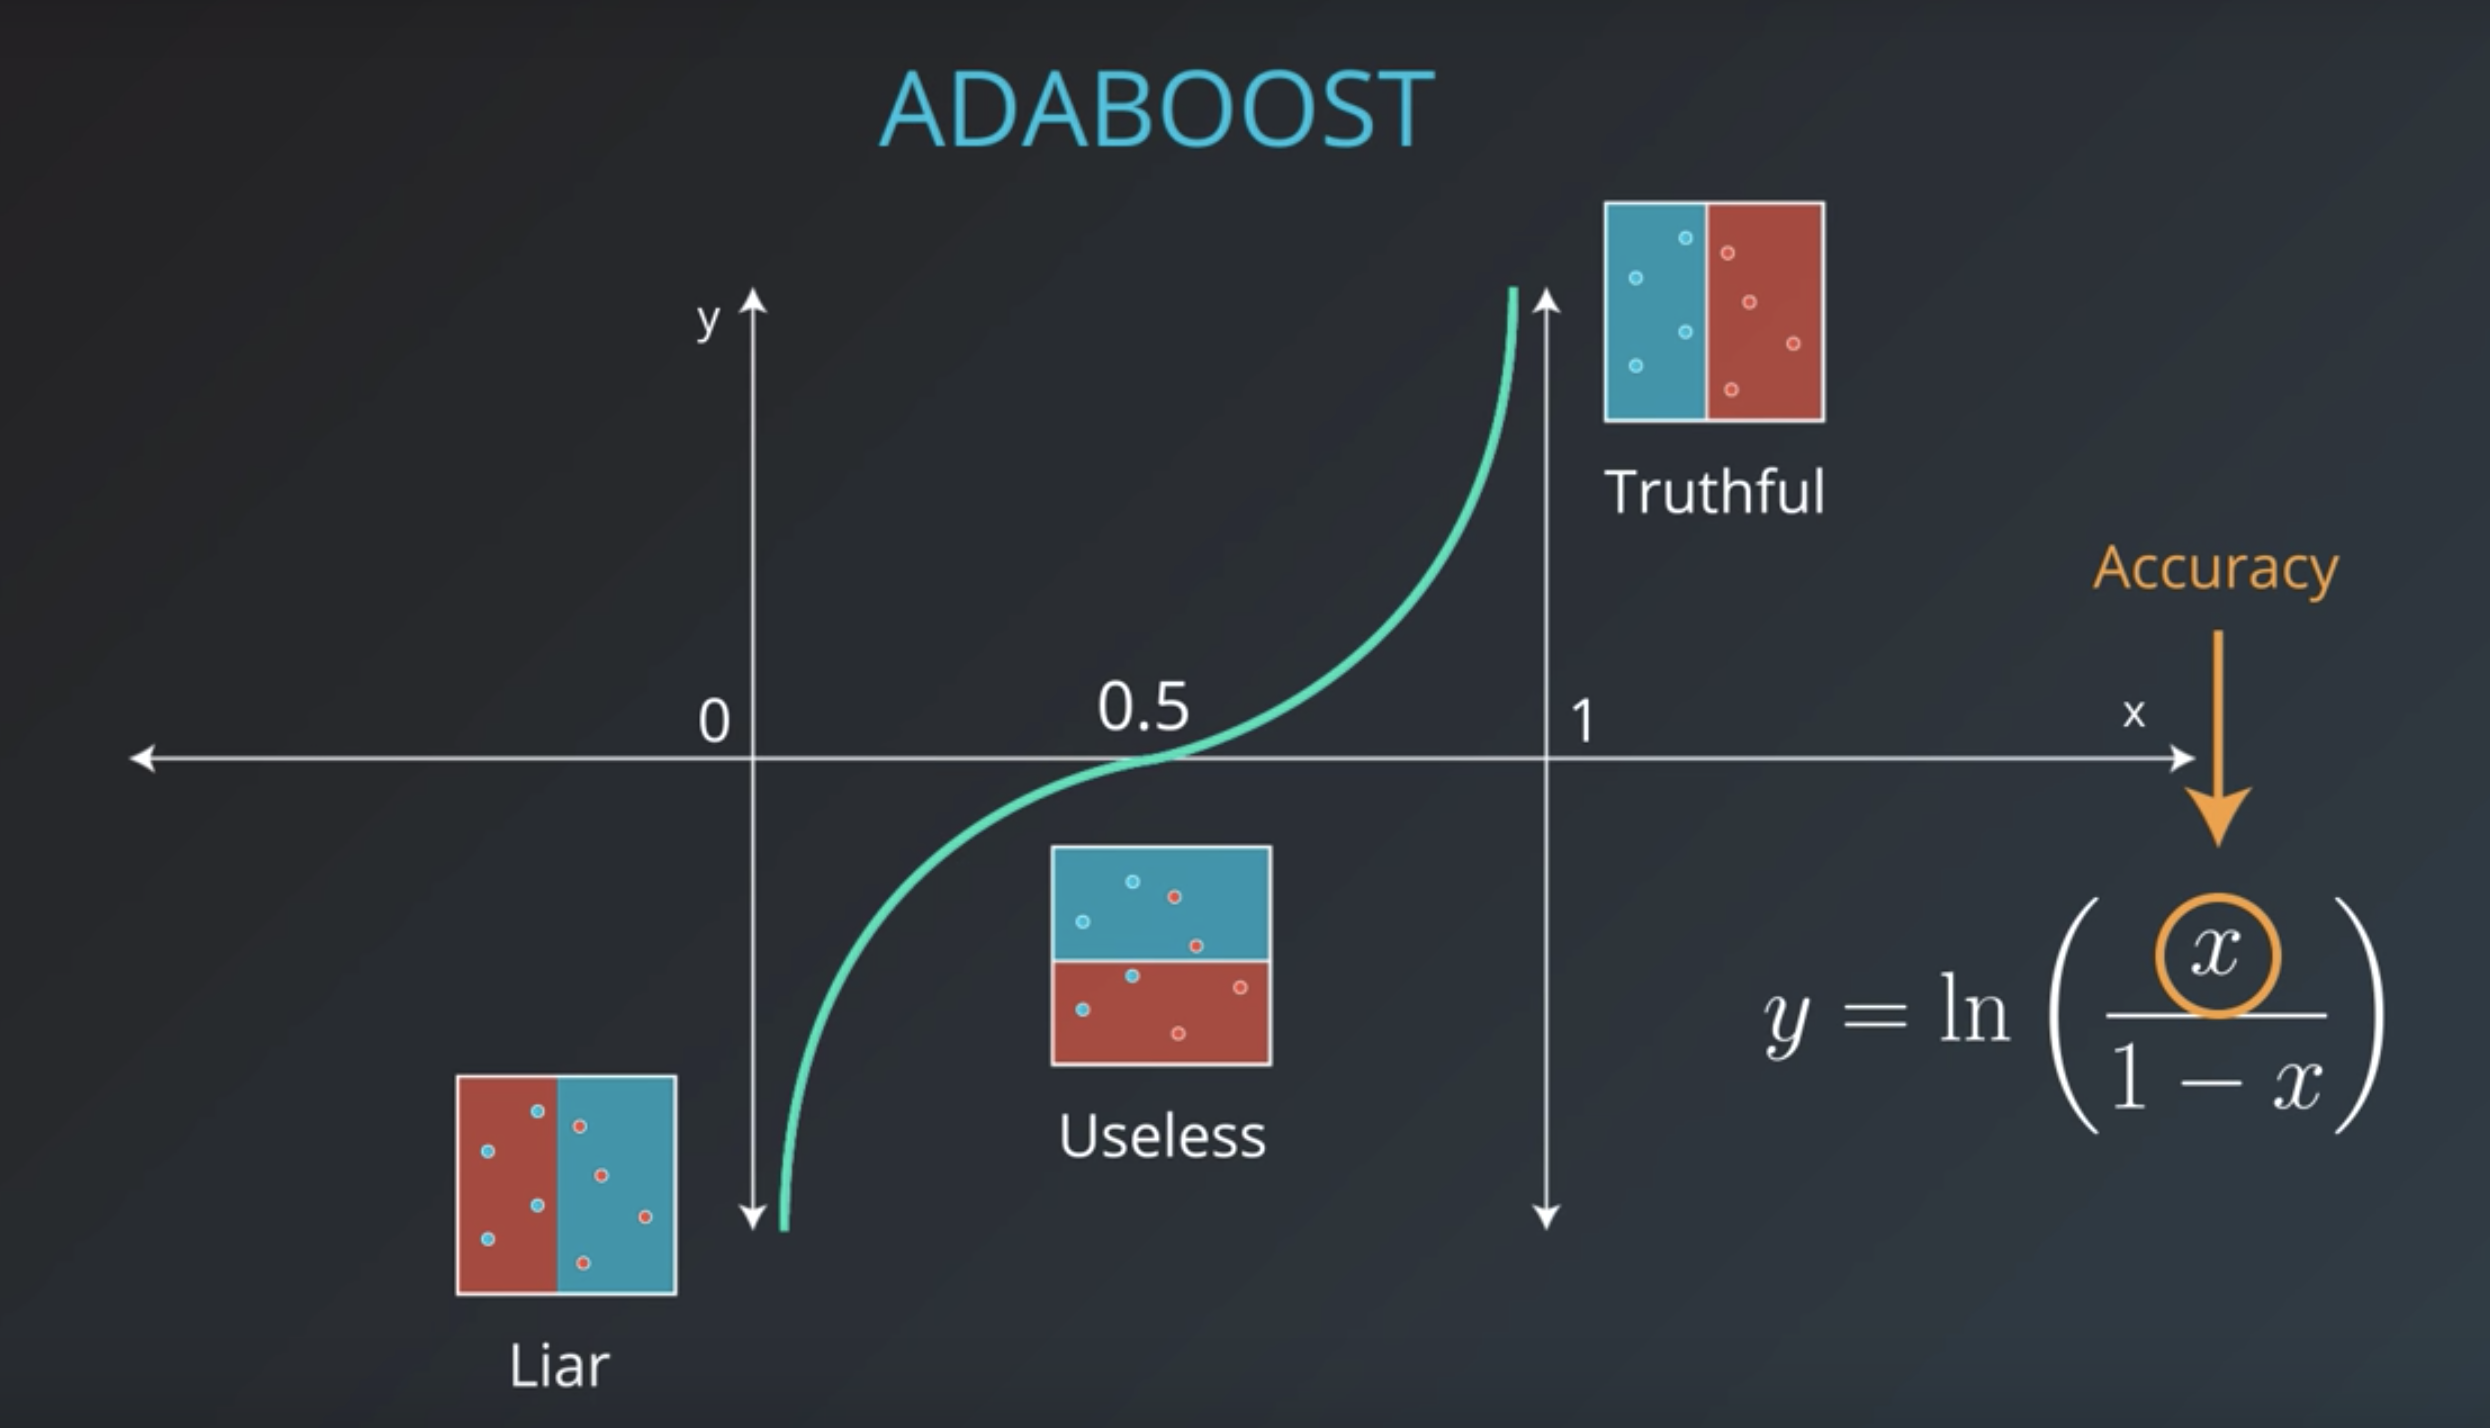 ADABOOST
y
Truthful
Accuracy
0
0.5
1
x
Useless
y = ln(x / 1 − x)
Liar